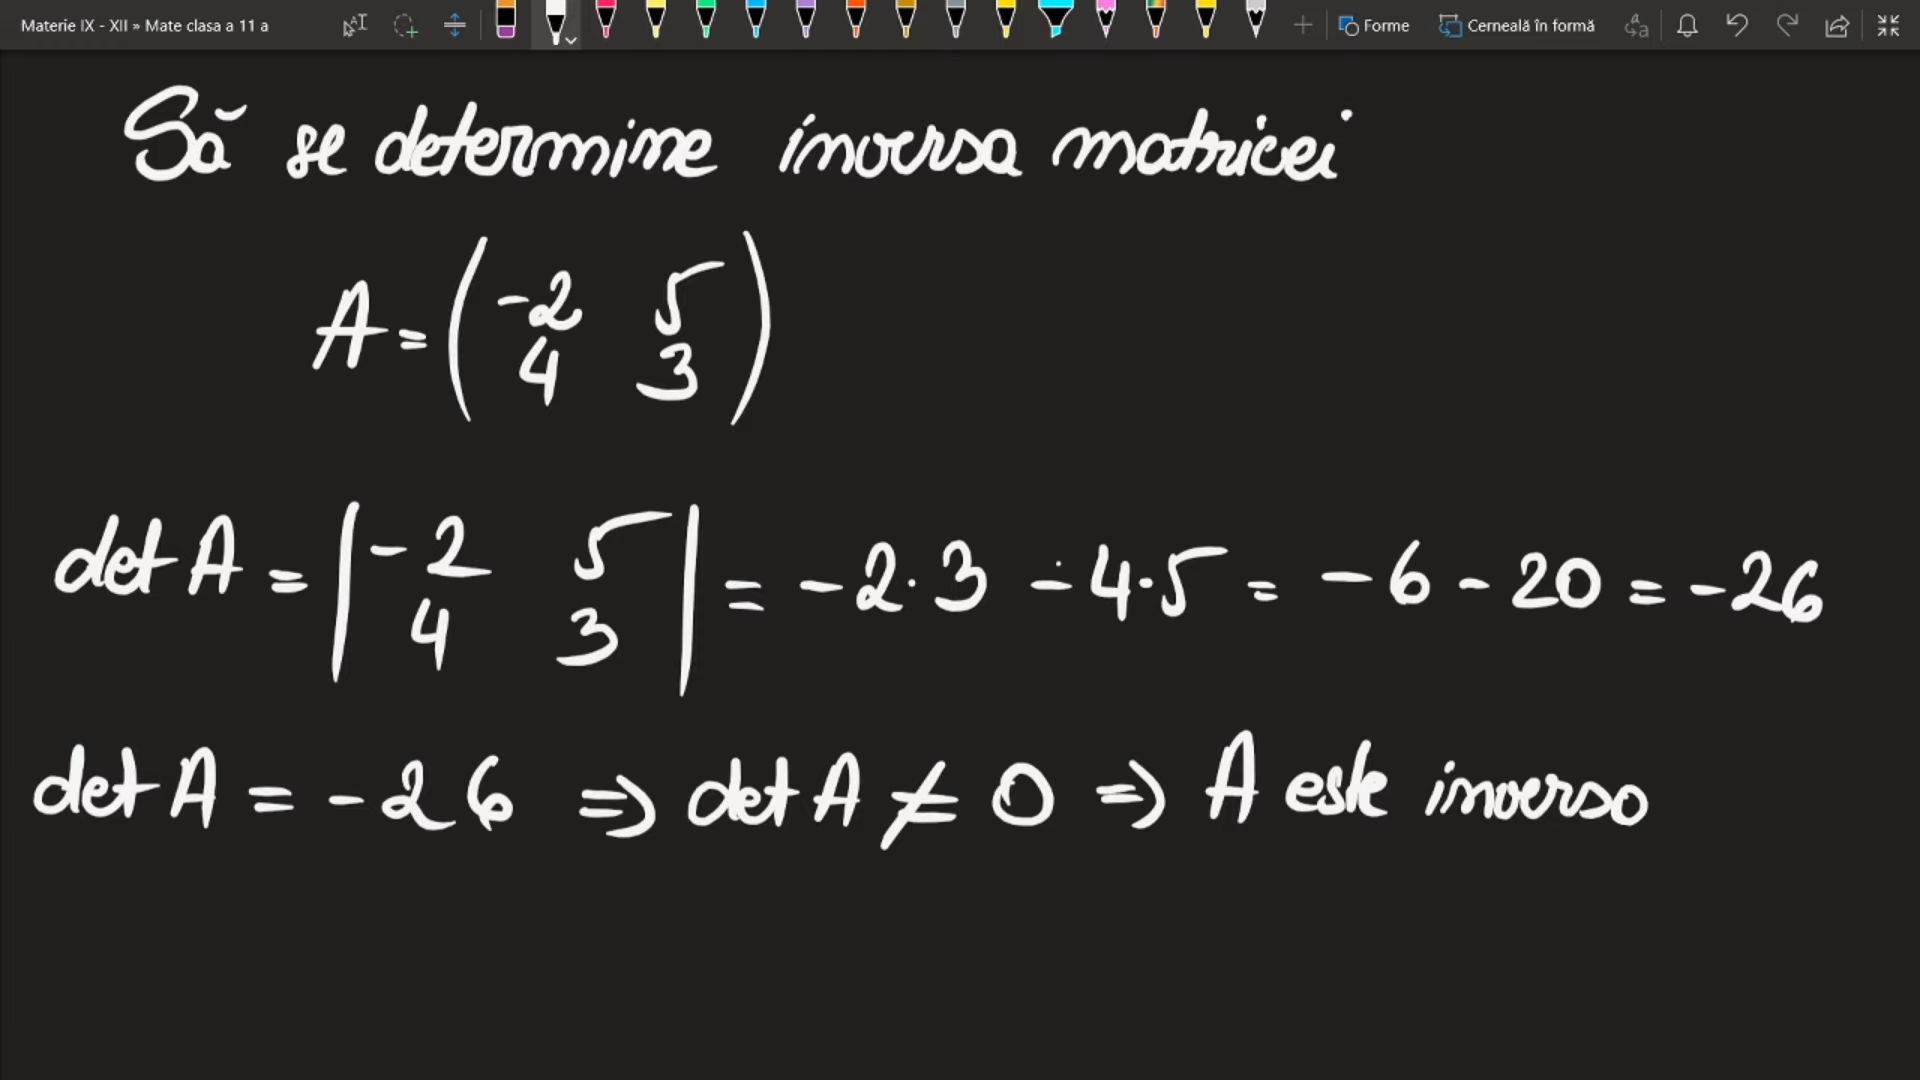 Materie IX - XII » Mate clasa a 11 a
Forme
Cerneală în formă
Să se determine inversa matricei
A = ( -2 5
4 3 )
det A = | -2 5
4 3 | = -2·3 - 4·5 = -6 - 20 = -26
det A = -26 ⇒ det A ≠ 0 ⇒ A este inverso